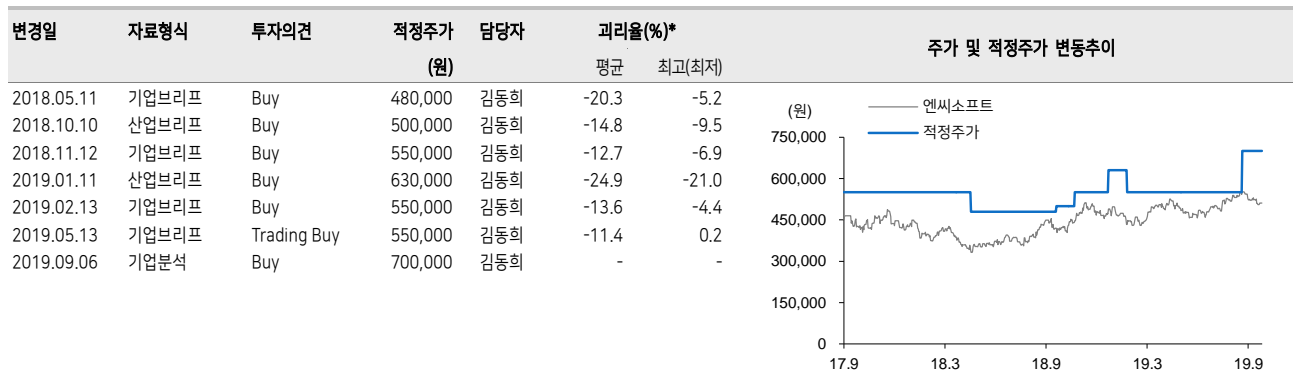 변경일 자료형식 투자의견 적정주가 담당자 괴리율(%)*
(원) 평균 최고(최저)
2018.05.11 기업브리프 Buy 480,000 김동희 -20.3 -5.2
2018.10.10 산업브리프 Buy 500,000 김동희 -14.8 -9.5
2018.11.12 기업브리프 Buy 550,000 김동희 -12.7 -6.9
2019.01.11 산업브리프 Buy 630,000 김동희 -24.9 -21.0
2019.02.13 기업브리프 Buy 550,000 김동희 -13.6 -4.4
2019.05.13 기업브리프 Trading Buy 550,000 김동희 -11.4 0.2
2019.09.06 기업분석 Buy 700,000 김동희 - -
주가 및 적정주가 변동추이
(원)
엔씨소프트
적정주가
750,000
600,000
450,000
300,000
150,000
0
17.9 18.3 18.9 19.3 19.9